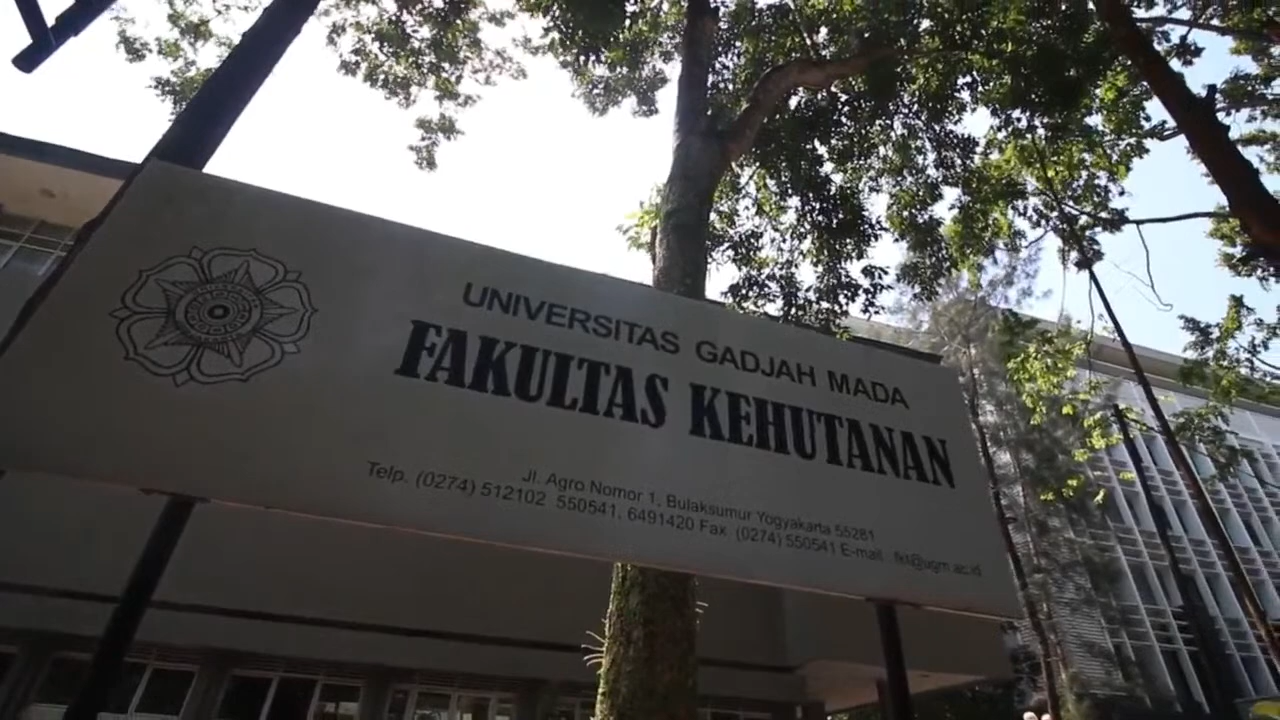 UNIVERSITAS GADJAH MADA
FAKULTAS KEHUTANAN
Jl. Agro Nomor 1, Bulaksumur Yogyakarta 55281
Telp. (0274) 512102 550541, 6491420 Fax (0274) 550541 E-mail fkt@ugm.ac.id